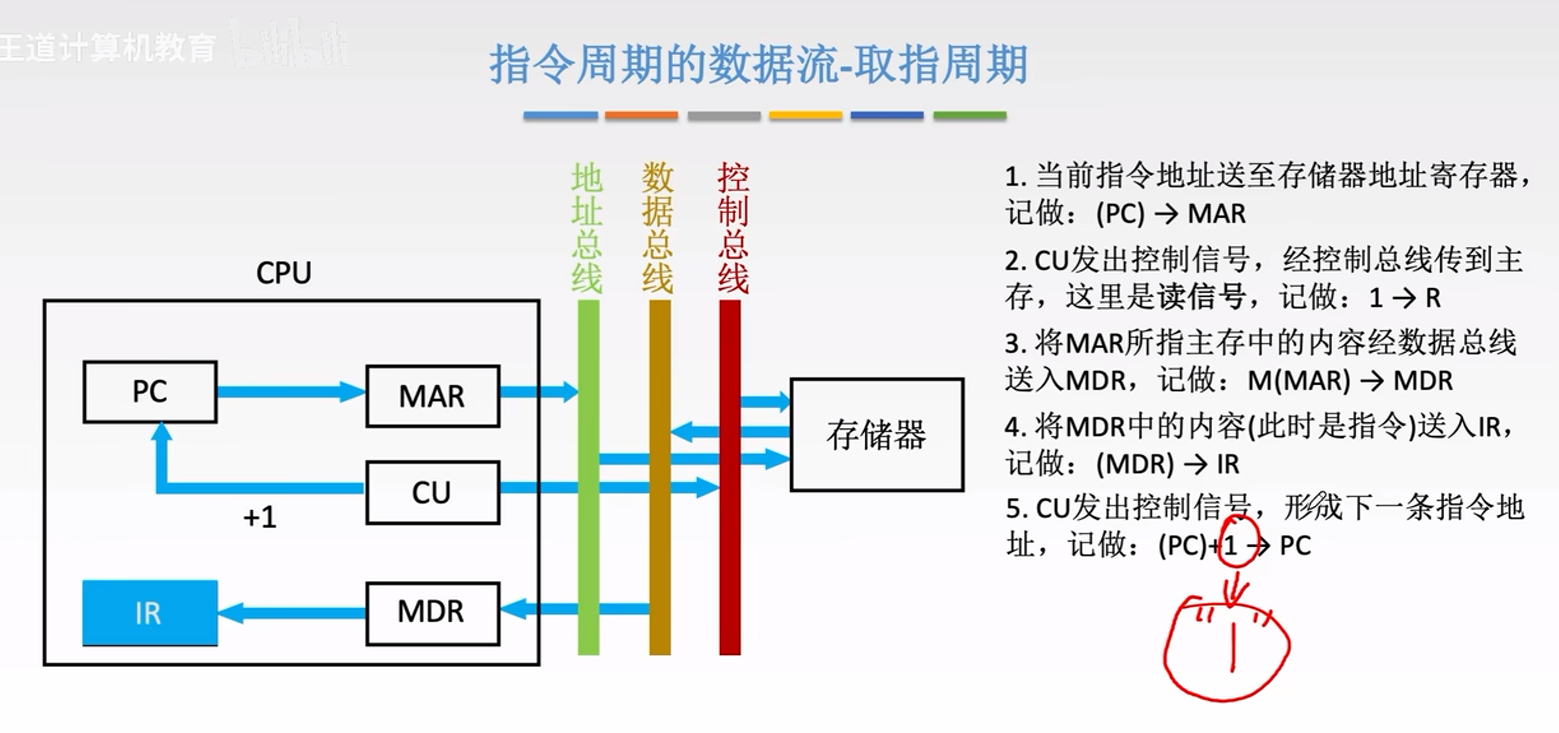 王道计算机教育
指令周期的数据流-取指周期
地址总线
数据总线
控制总线
CPU
PC
MAR
CU
+1
IR
MDR
存储器
1. 当前指令地址送至存储器地址寄存器，
记做：(PC) → MAR
2. CU发出控制信号，经控制总线传到主
存，这里是读信号，记做：1 → R
3. 将MAR所指主存中的内容经数据总线
送入MDR，记做：M(MAR) → MDR
4. 将MDR中的内容(此时是指令)送入IR，
记做：(MDR) → IR
5. CU发出控制信号，形成下一条指令地
址，记做：(PC)+1 → PC
"1"